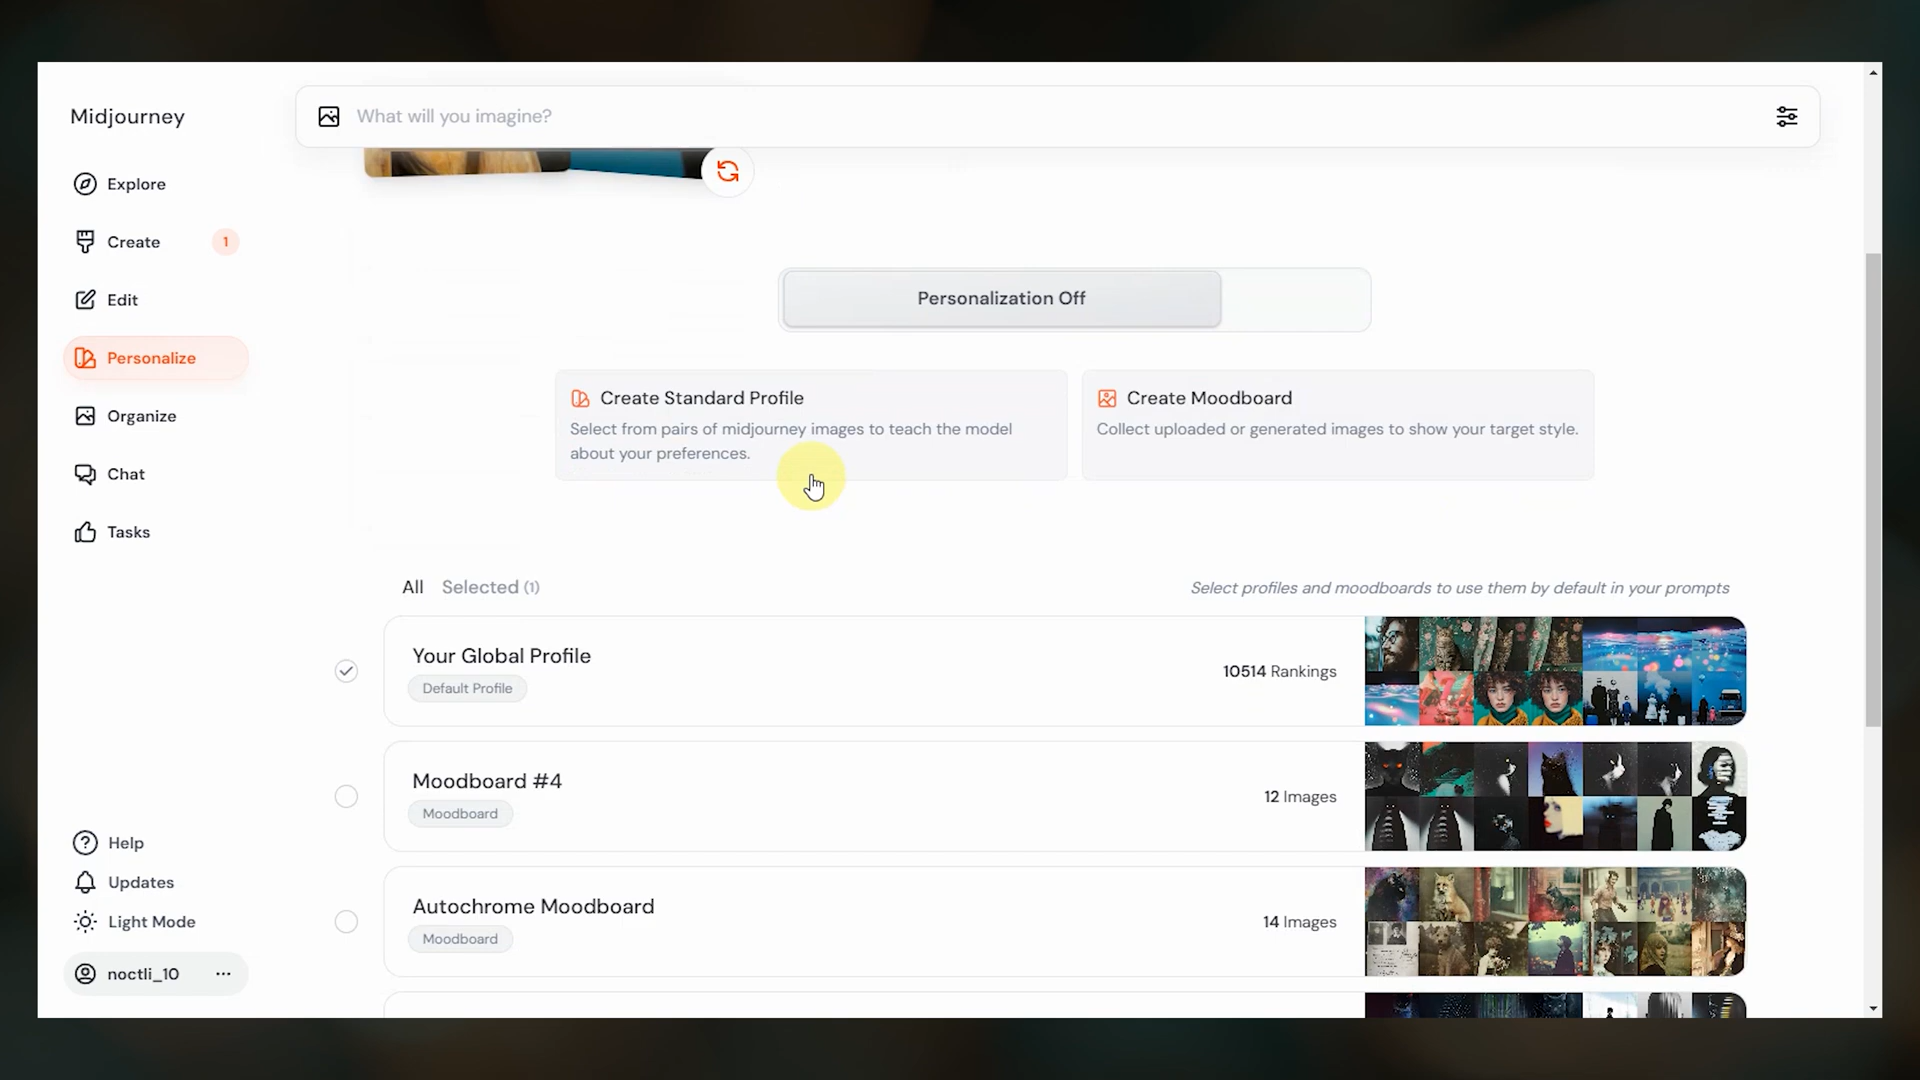 Midjourney
What will you imagine?
Explore
Create 1
Edit
Personalize
Organize
Chat
Tasks
Help
Updates
Light Mode
noctli_10 ...
Personalization Off
Create Standard Profile
Select from pairs of midjourney images to teach the model
about your preferences.
Create Moodboard
Collect uploaded or generated images to show your target style.
All Selected (1)
Select profiles and moodboards to use them by default in your prompts
Your Global Profile
Default Profile
10514 Rankings
Moodboard #4
Moodboard
12 Images
Autochrome Moodboard
Moodboard
14 Images